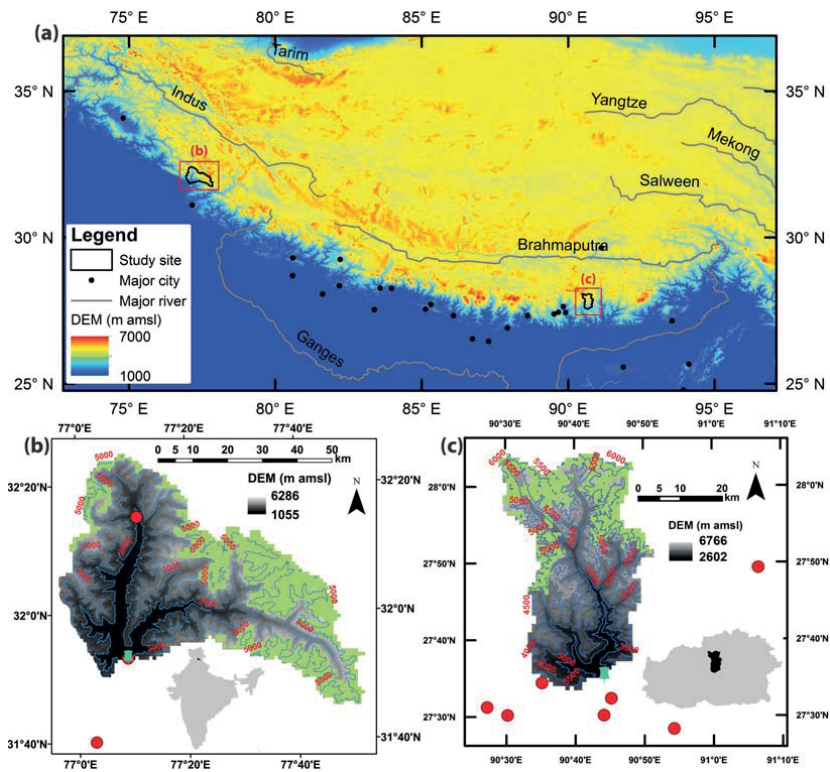 75° E 80° E 85° E 90° E 95° E
(a)
Tarim
Indus
35° N
35° N
Yangtze
Mekong
(b)
Salween
30° N
30° N
Legend
Study site
Major city
Major river
DEM (m amsl)
7000
1000
Brahmaputra
(c)
Ganges
25° N
25° N
75° E 80° E 85° E 90° E 95° E
77°0'E 77°20'E 77°40'E
(b)
5000
0 5 10 20 30 40 50
km
DEM (m amsl)
6286
1055
N
32°20'N
32°20'N
32°0'N
32°0'N
31°40'N
31°40'N
77°0'E 77°20'E 77°40'E
90°30'E 90°40'E 90°50'E 91°0'E 91°10'E
(c)
6000
5500
6000
N
28°0'N
28°0'N
0 5 10 20
km
DEM (m amsl)
6766
2602
27°50'N
27°50'N
4500
27°40'N
27°40'N
27°30'N
27°30'N
90°30'E 90°40'E 90°50'E 91°0'E 91°10'E